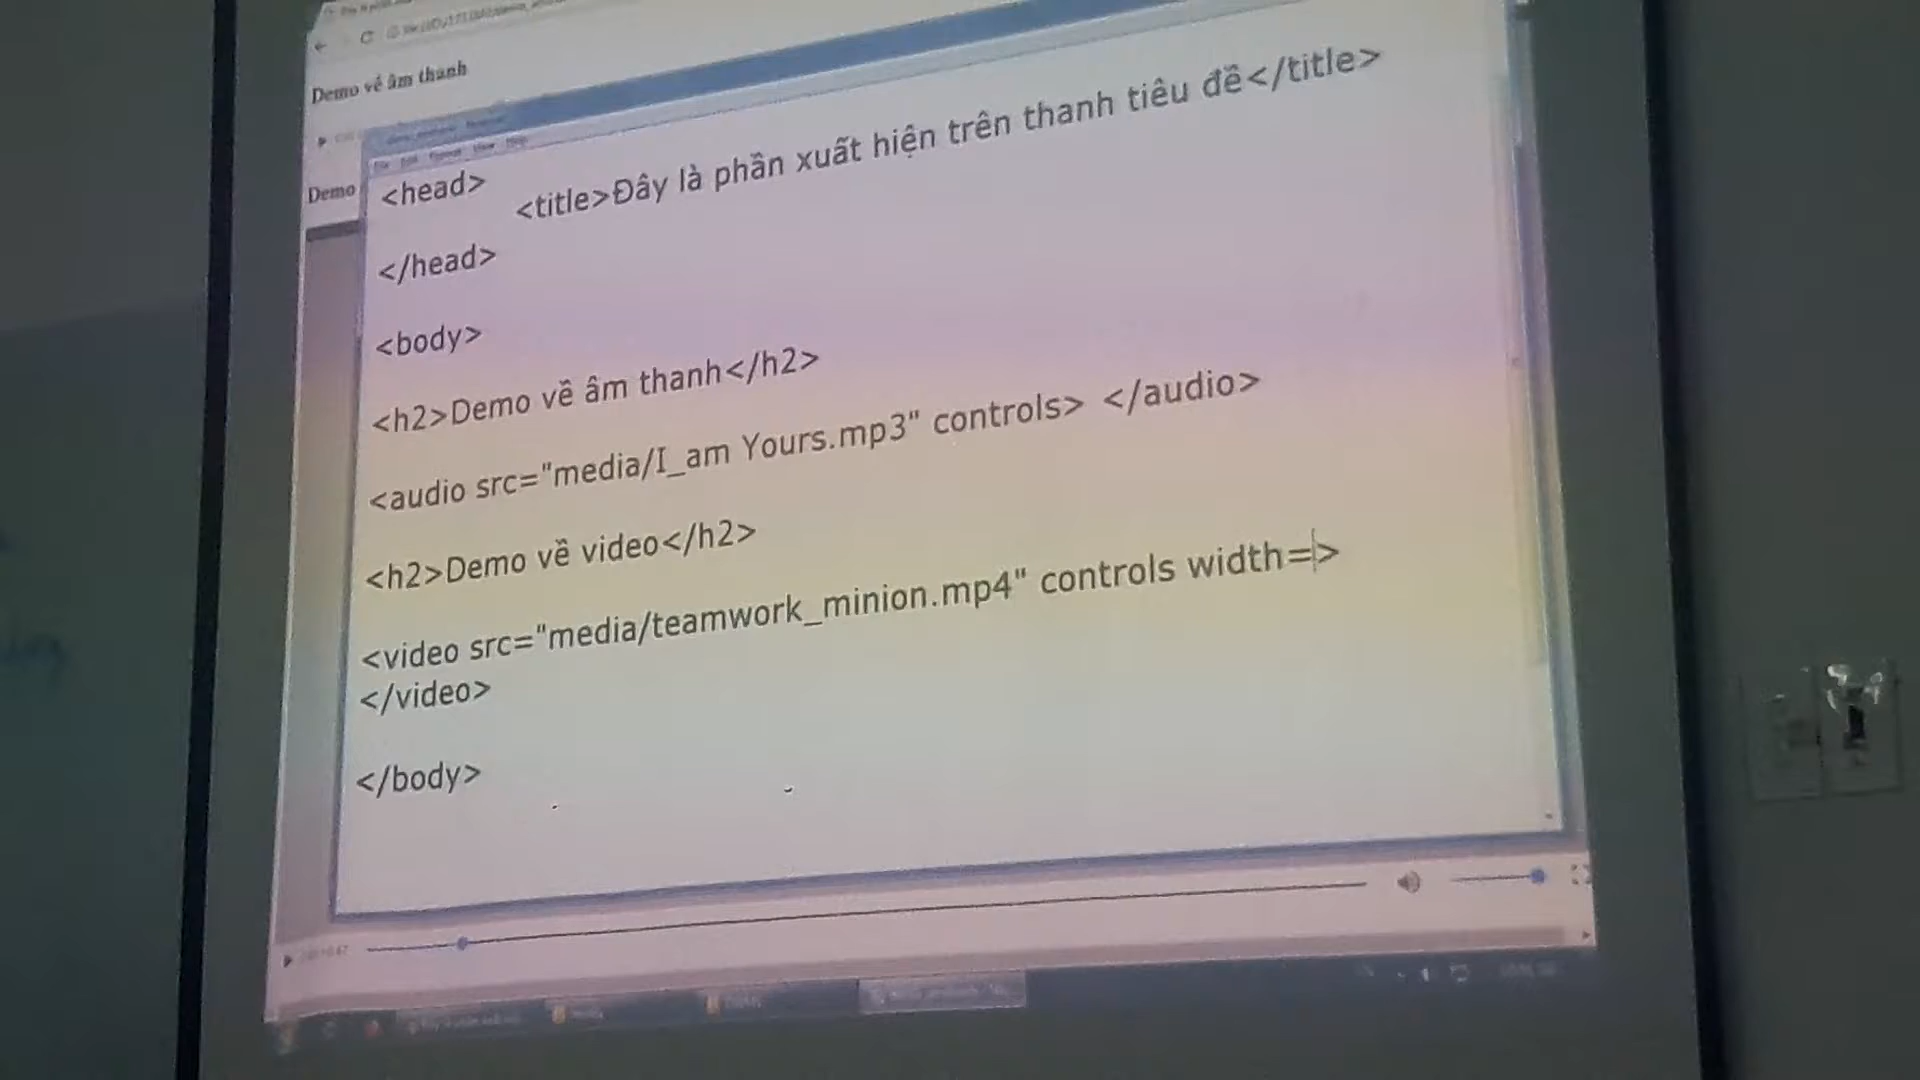 Demo về âm thanh
Demo
<head>
<title>Đây là phần xuất hiện trên thanh tiêu đề</title>
</head>
<body>
<h2>Demo về âm thanh</h2>
<audio src="media/I_am Yours.mp3" controls> </audio>
<h2>Demo về video</h2>
<video src="media/teamwork_minion.mp4" controls width=>
</video>
</body>